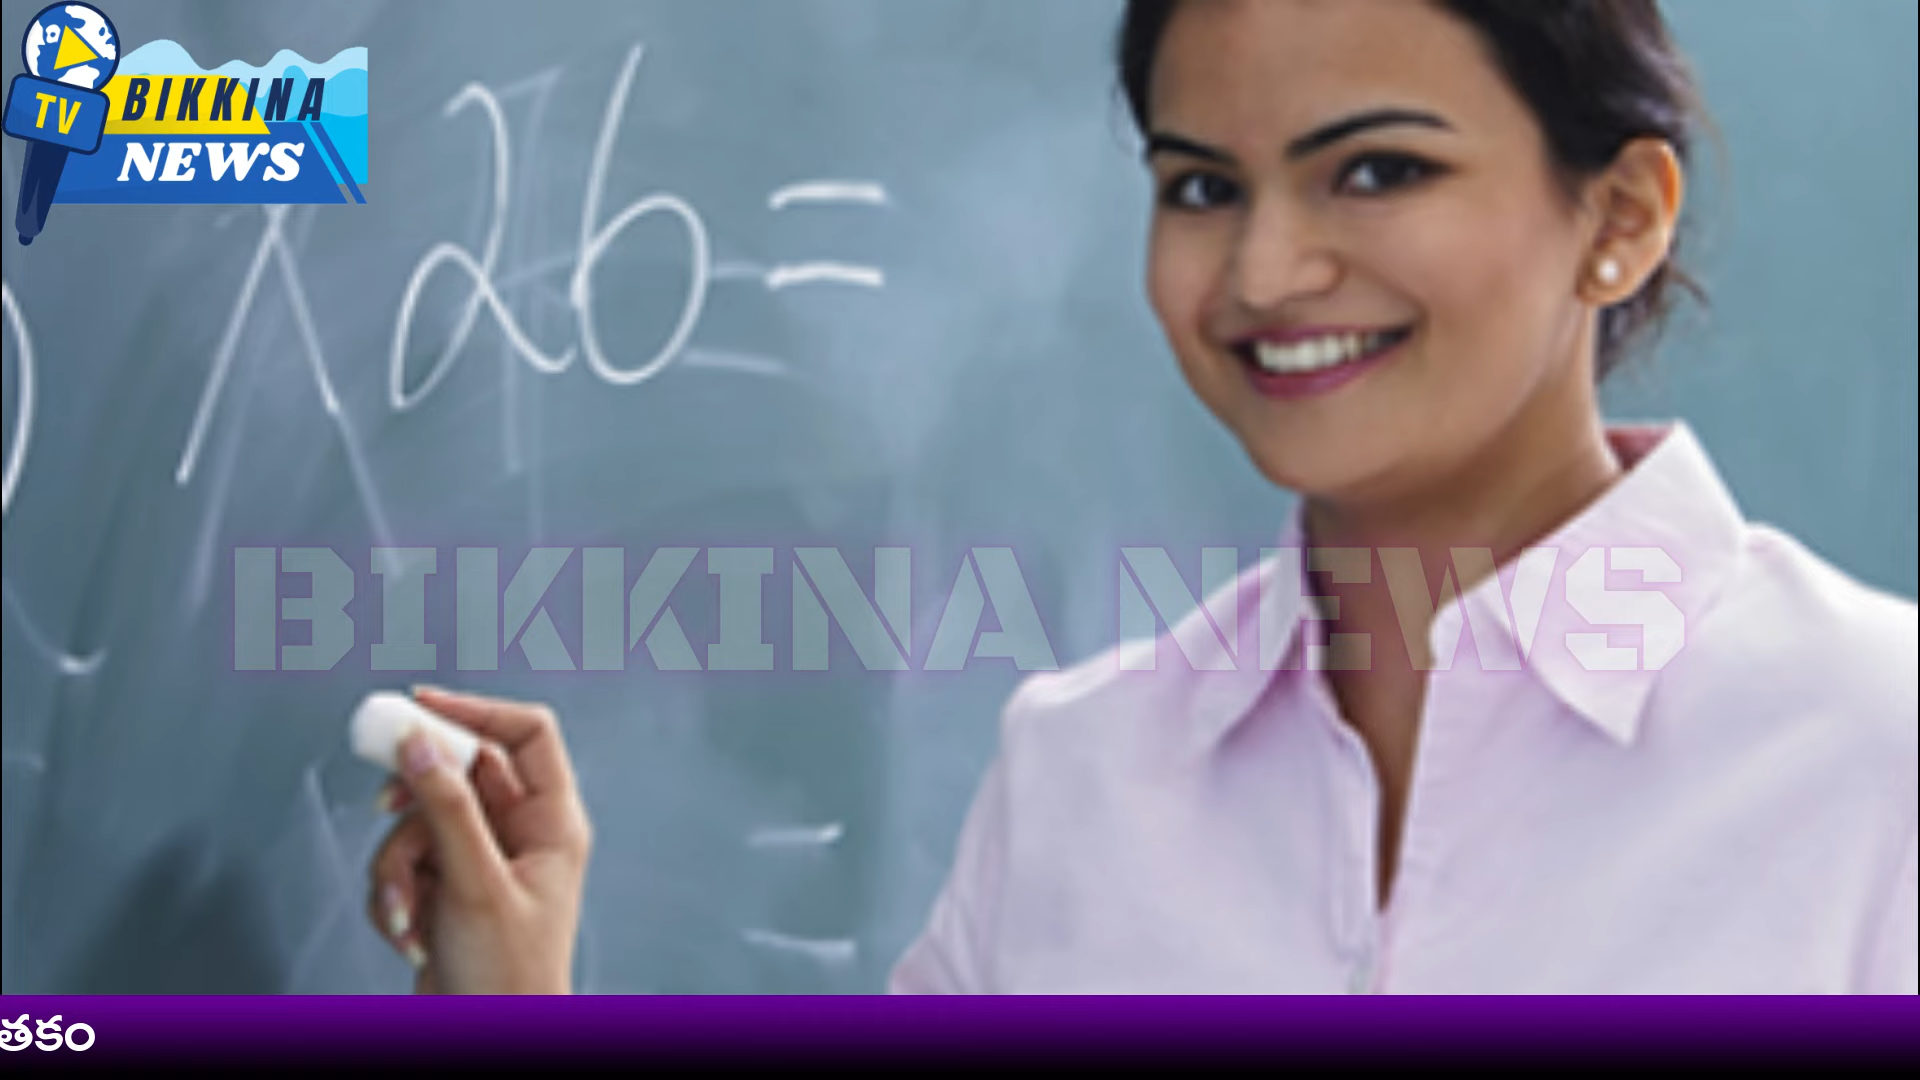 TV
BIKKINA
NEWS
x 26 =
BIKKINA NEWS
తకం